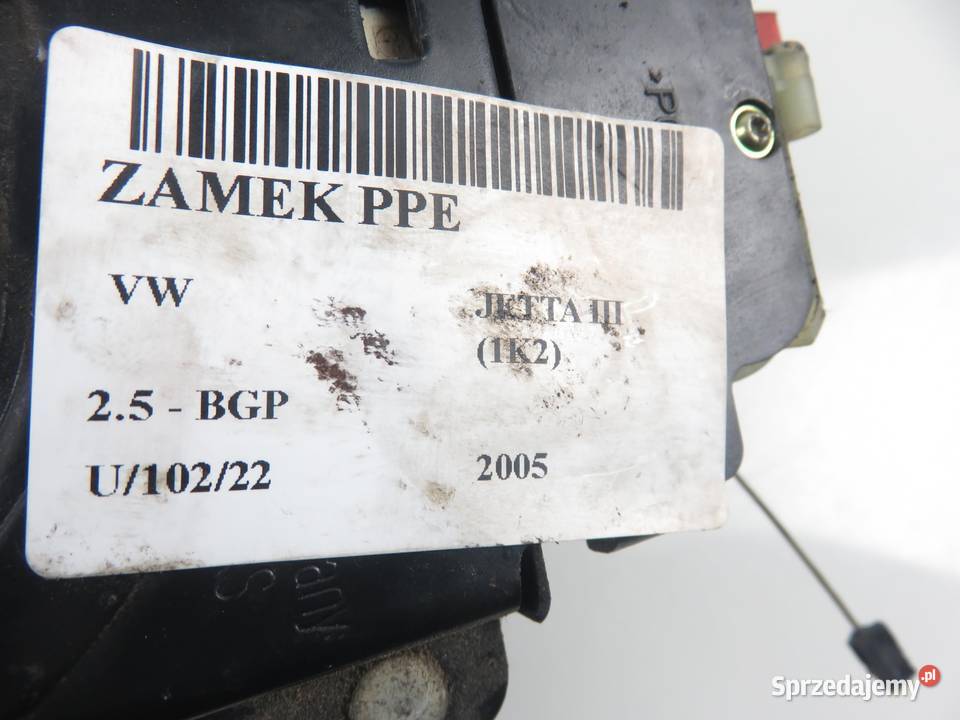 ZAMEK PPE
VW
JETTA III
(1K2)
2.5 - BGP
U/102/22
2005
Sprzedajemy.pl